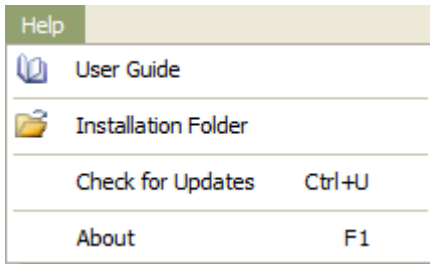 Help
User Guide
Installation Folder
Check for Updates Ctrl+U
About F1